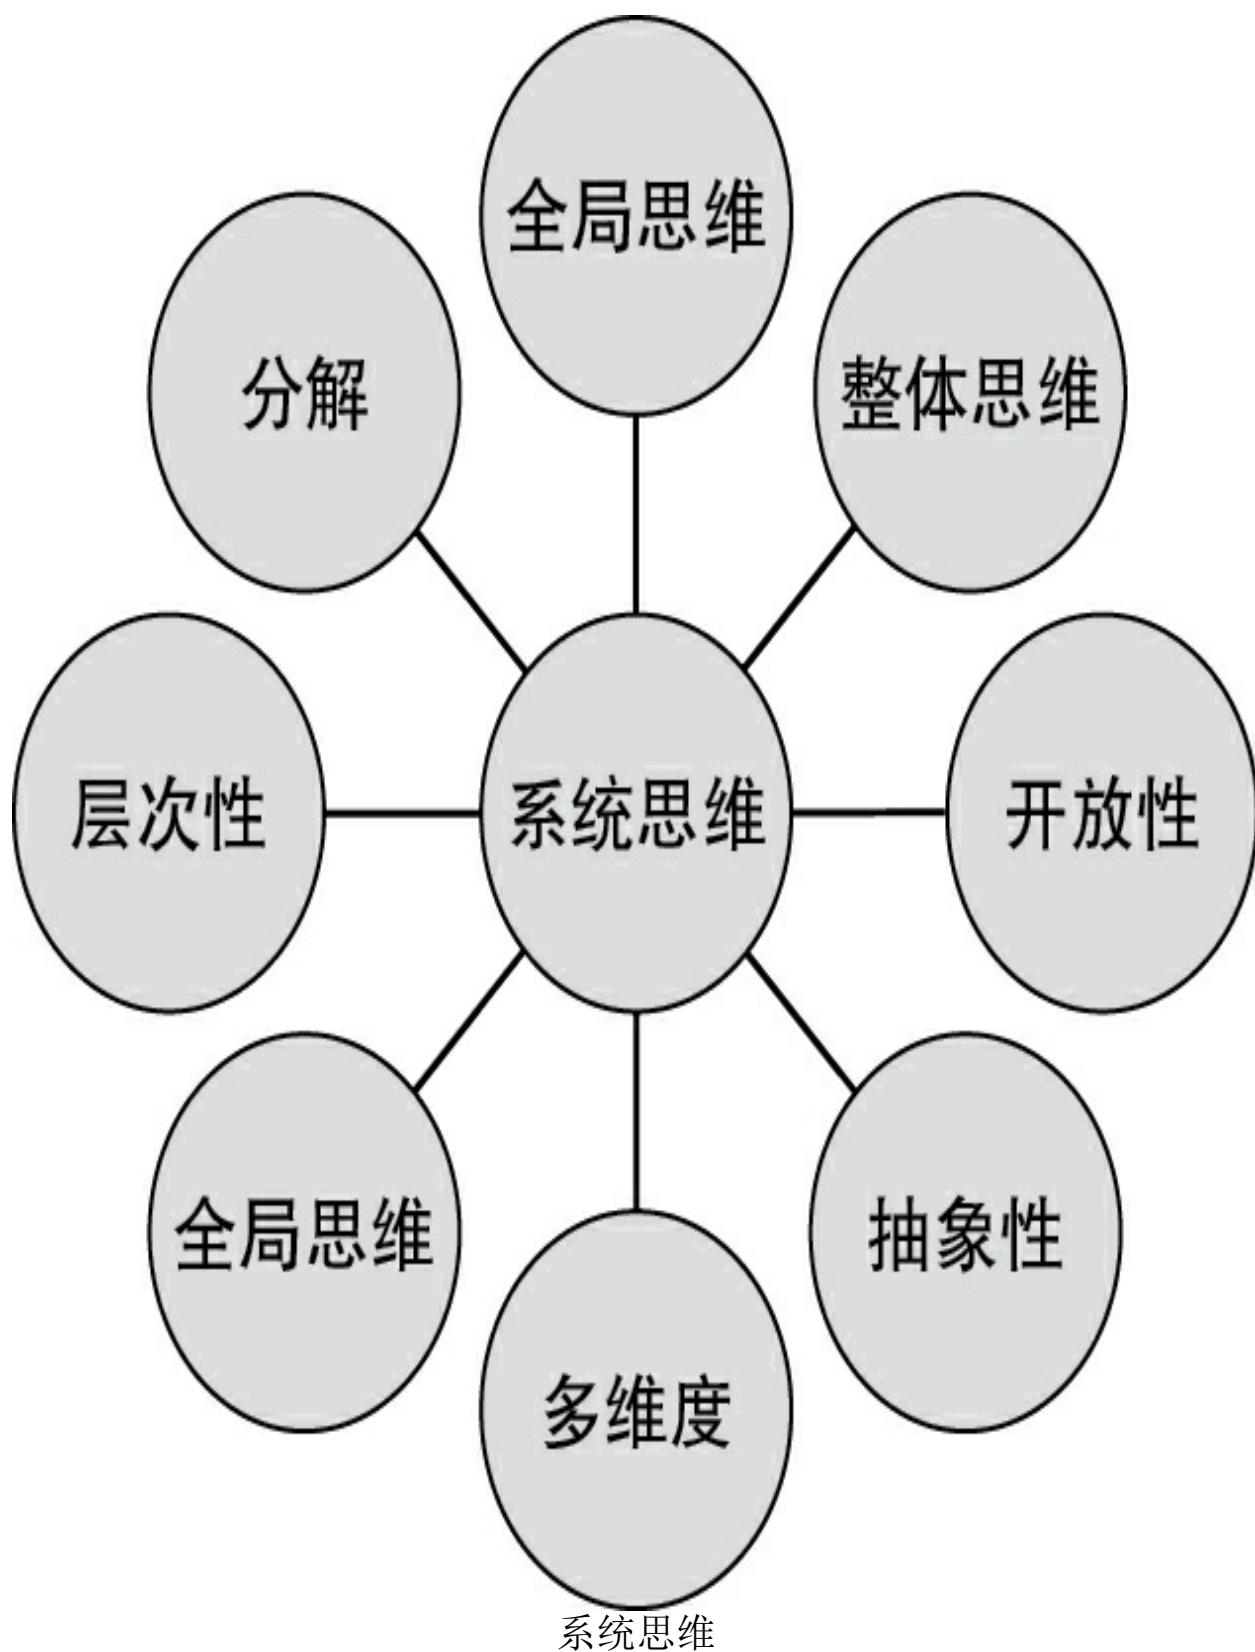 全局思维
分解
整体思维
层次性
系统思维
开放性
全局思维
抽象性
多维度
系统思维